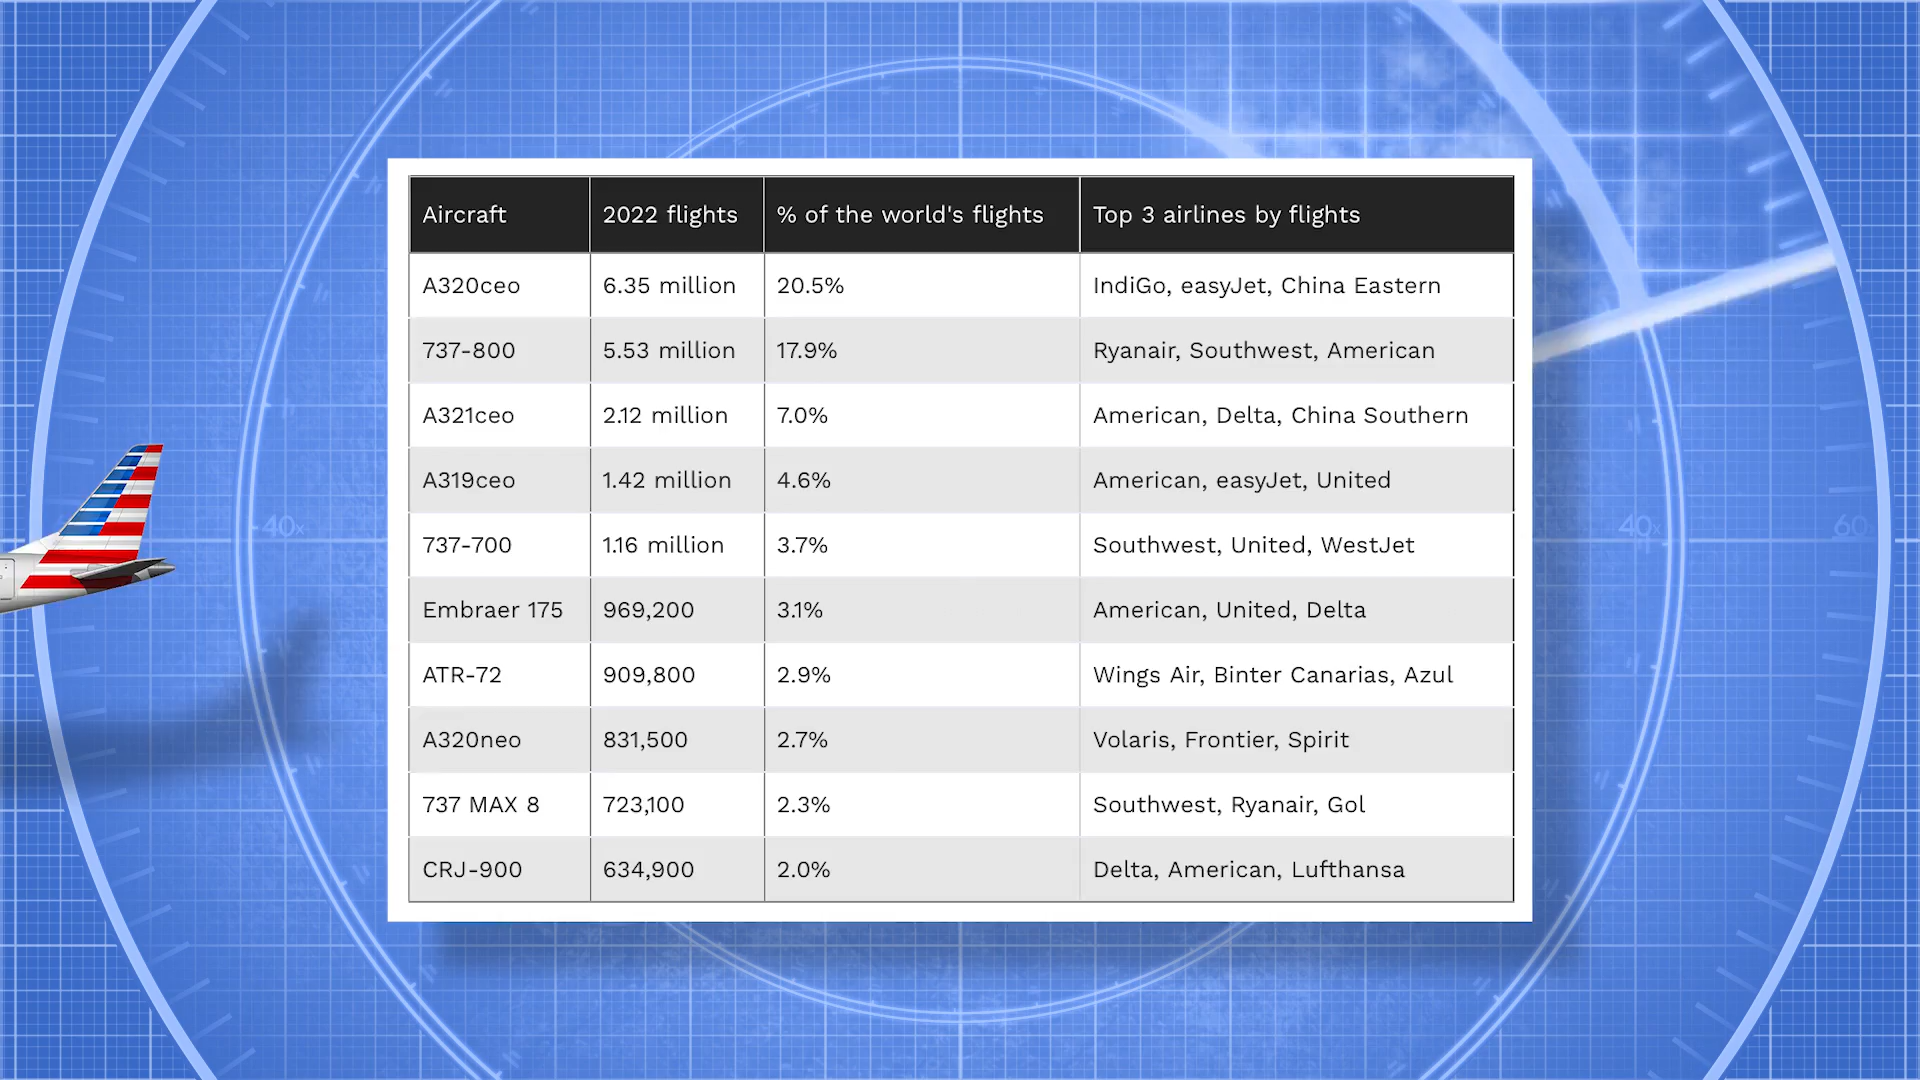 Aircraft 2022 flights % of the world's flights Top 3 airlines by flights
A320ceo 6.35 million 20.5% IndiGo, easyJet, China Eastern
737-800 5.53 million 17.9% Ryanair, Southwest, American
A321ceo 2.12 million 7.0% American, Delta, China Southern
A319ceo 1.42 million 4.6% American, easyJet, United
737-700 1.16 million 3.7% Southwest, United, WestJet
Embraer 175 969,200 3.1% American, United, Delta
ATR-72 909,800 2.9% Wings Air, Binter Canarias, Azul
A320neo 831,500 2.7% Volaris, Frontier, Spirit
737 MAX 8 723,100 2.3% Southwest, Ryanair, Gol
CRJ-900 634,900 2.0% Delta, American, Lufthansa
40x
40x
60x